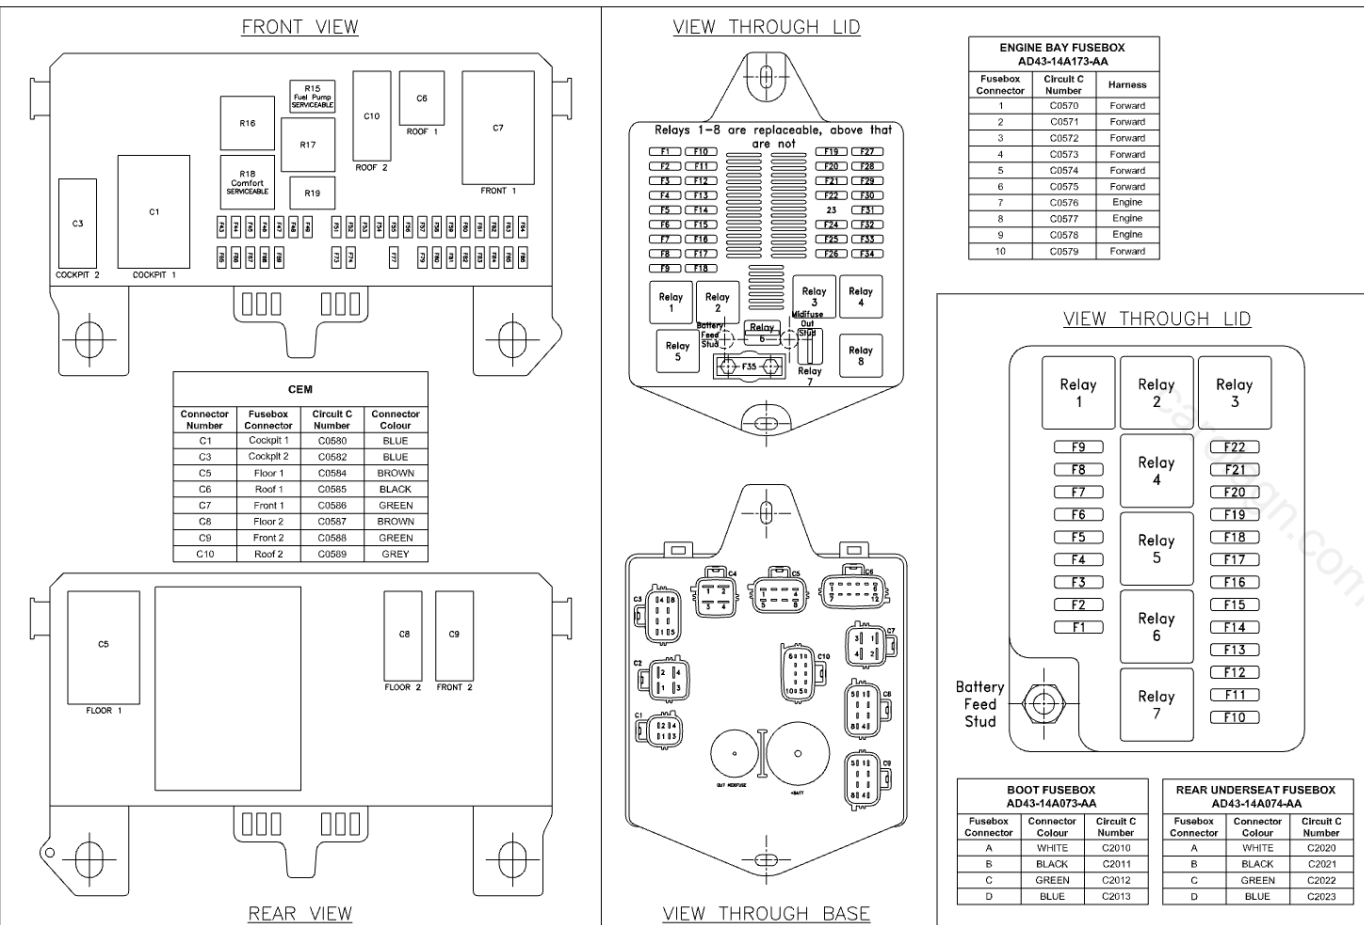 FRONT VIEW
R15
Fuel Pump
SERVICEABLE
R16
R17
R18
Comfort
SERVICEABLE
R19
C10
ROOF 2
C6
ROOF 1
C7
FRONT 1
C3
COCKPIT 2
C1
COCKPIT 1
CEM
Connector Number Fusebox Connector Circuit C Number Connector Colour
C1 Cockpit 1 C0580 BLUE
C3 Cockpit 2 C0582 BLUE
C5 Floor 1 C0584 BROWN
C6 Roof 1 C0585 BLACK
C7 Front 1 C0586 GREEN
C8 Floor 2 C0587 BROWN
C9 Front 2 C0588 GREEN
C10 Roof 2 C0589 GREY
C5
FLOOR 1
C8
FLOOR 2
C9
FRONT 2
REAR VIEW
VIEW THROUGH LID
Relays 1-8 are replaceable, above that
are not
F1 F10 F19 F27
F2 F11 F20 F28
F3 F12 F21 F29
F4 F13 F22 F30
F5 F14 23 F31
F6 F15 F24 F32
F7 F16 F25 F33
F8 F17 F26 F34
F9 F18
Relay 1
Relay 2
Relay 3
Relay 4
Battery Feed Stud
Relay 6
Midifuse Out Stud
Relay 5
F35
Relay 7
Relay 8
C4
C5
C6
C3
C7
C2
C10
C8
C1
C9
OUT MIDIFUSE
+BATT
VIEW THROUGH BASE
ENGINE BAY FUSEBOX
AD43-14A173-AA
Fusebox Connector Circuit C Number Harness
1 C0570 Forward
2 C0571 Forward
3 C0572 Forward
4 C0573 Forward
5 C0574 Forward
6 C0575 Forward
7 C0576 Engine
8 C0577 Engine
9 C0578 Engine
10 C0579 Forward
VIEW THROUGH LID
Relay 1
Relay 2
Relay 3
Relay 4
Relay 5
Relay 6
Relay 7
F9 F22
F8 F21
F7 F20
F6 F19
F5 F18
F4 F17
F3 F16
F2 F15
F1 F14
F13
F12
F11
F10
Battery
Feed
Stud
BOOT FUSEBOX
AD43-14A073-AA
Fusebox Connector Connector Colour Circuit C Number
A WHITE C2010
B BLACK C2011
C GREEN C2012
D BLUE C2013
REAR UNDERSEAT FUSEBOX
AD43-14A074-AA
Fusebox Connector Connector Colour Circuit C Number
A WHITE C2020
B BLACK C2021
C GREEN C2022
D BLUE C2023